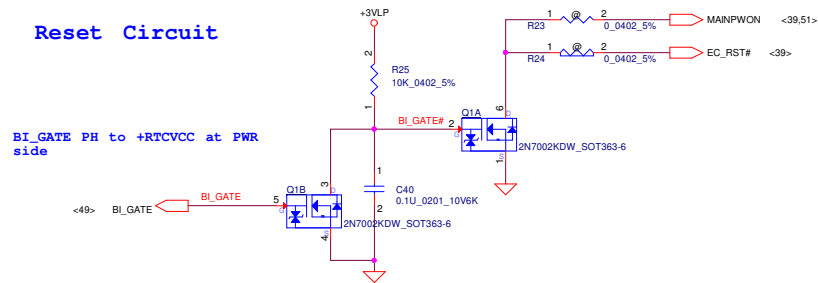 Reset Circuit
+3VLP
1 @ 2
R23 0_0402_5%
MAINPWON <39,51>
1 @ 2
R24 0_0402_5%
EC_RST# <39>
2
R25
10K_0402_5%
1
BI_GATE PH to +RTCVCC at PWR
side
BI_GATE# 2
Q1A
G
6
D
S
1
2N7002KDW_SOT363-6
<49> BI_GATE
BI_GATE
5
Q1B
G
3
D
S
4
2N7002KDW_SOT363-6
1
C40
0.1U_0201_10V6K
2